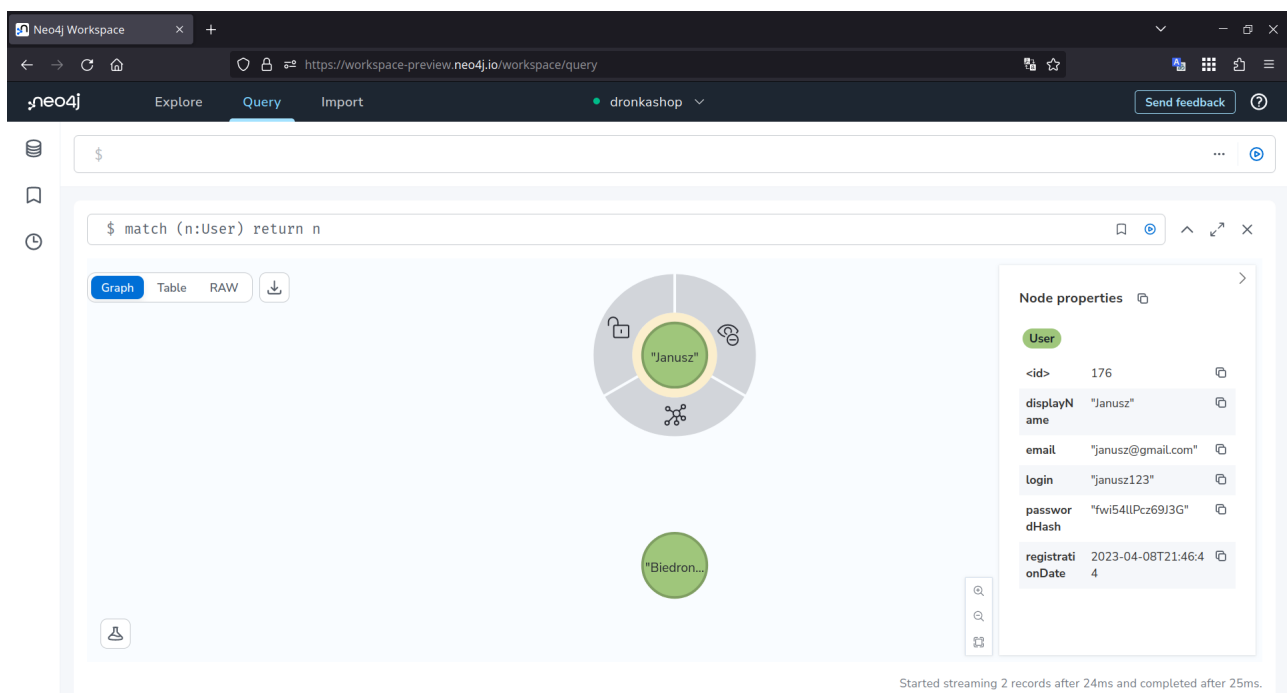 Neo4j Workspace
https://workspace-preview.neo4j.io/workspace/query
neo4j Explore Query Import dronkashop Send feedback
$
$ match (n:User) return n
Graph Table RAW
"Janusz"
"Biedron...
Node properties
User
<id> 176
displayN "Janusz"
ame
email "janusz@gmail.com"
login "janusz123"
passwor "fwi54llPcz69J3G"
dHash
registrati 2023-04-08T21:46:4
onDate 4
Started streaming 2 records after 24ms and completed after 25ms.